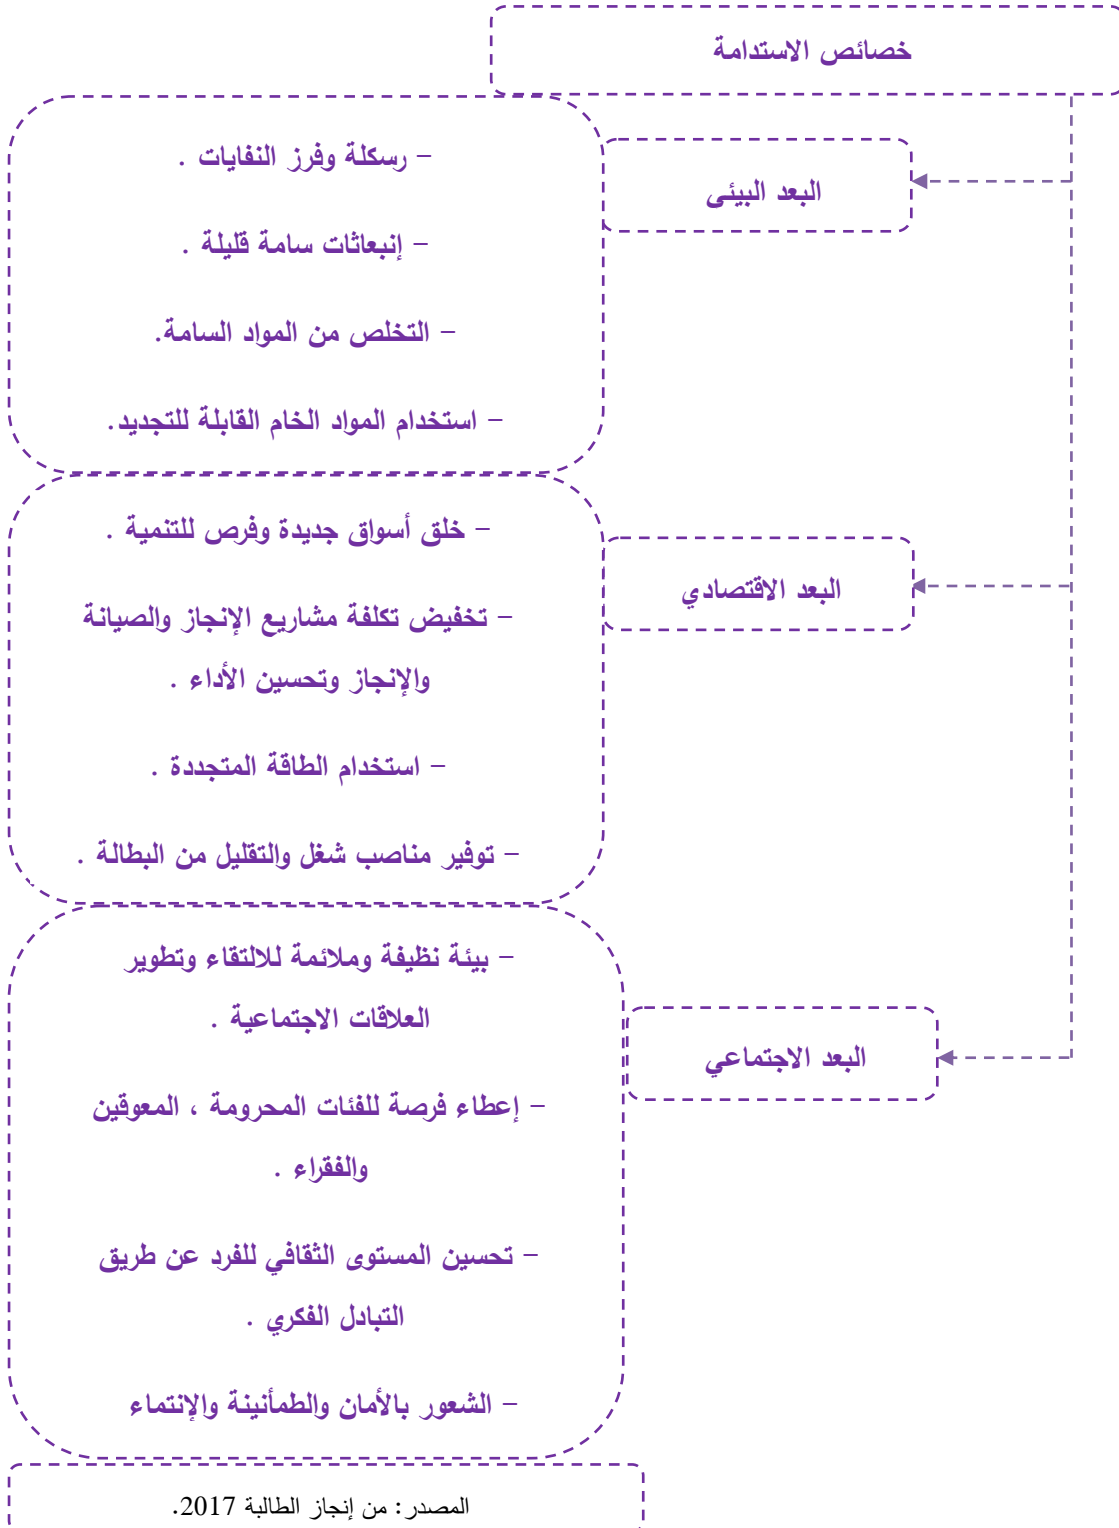 خصائص الاستدامة
البعد البيئى
- رسكلة وفرز النفايات .
- إنبعاثات سامة قليلة .
- التخلص من المواد السامة.
- استخدام المواد الخام القابلة للتجديد.
البعد الاقتصادي
- خلق أسواق جديدة وفرص للتنمية .
- تخفيض تكلفة مشاريع الإنجاز والصيانة
والإنجاز وتحسين الأداء .
- استخدام الطاقة المتجددة .
- توفير مناصب شغل والتقليل من البطالة .
البعد الاجتماعي
- بيئة نظيفة وملائمة للالتقاء وتطوير
العلاقات الاجتماعية .
- إعطاء فرصة للفئات المحرومة ، المعوقين
والفقراء .
- تحسين المستوى الثقافي للفرد عن طريق
التبادل الفكري .
- الشعور بالأمان والطمأنينة والإنتماء
المصدر: من إنجاز الطالبة 2017.